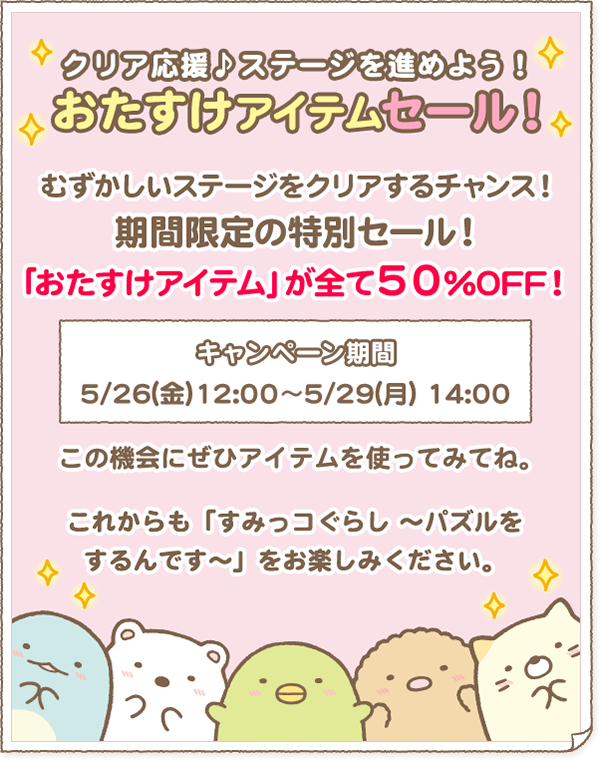 クリア応援♪ステージを進めよう！
おたすけアイテムセール！
むずかしいステージをクリアするチャンス！
期間限定の特別セール！
「おたすけアイテム」が全て５０％OFF！
キャンペーン期間
5/26(金)12:00～5/29(月) 14:00
この機会にぜひアイテムを使ってみてね。
これからも「すみっコぐらし ～パズルを
するんです～」をお楽しみください。